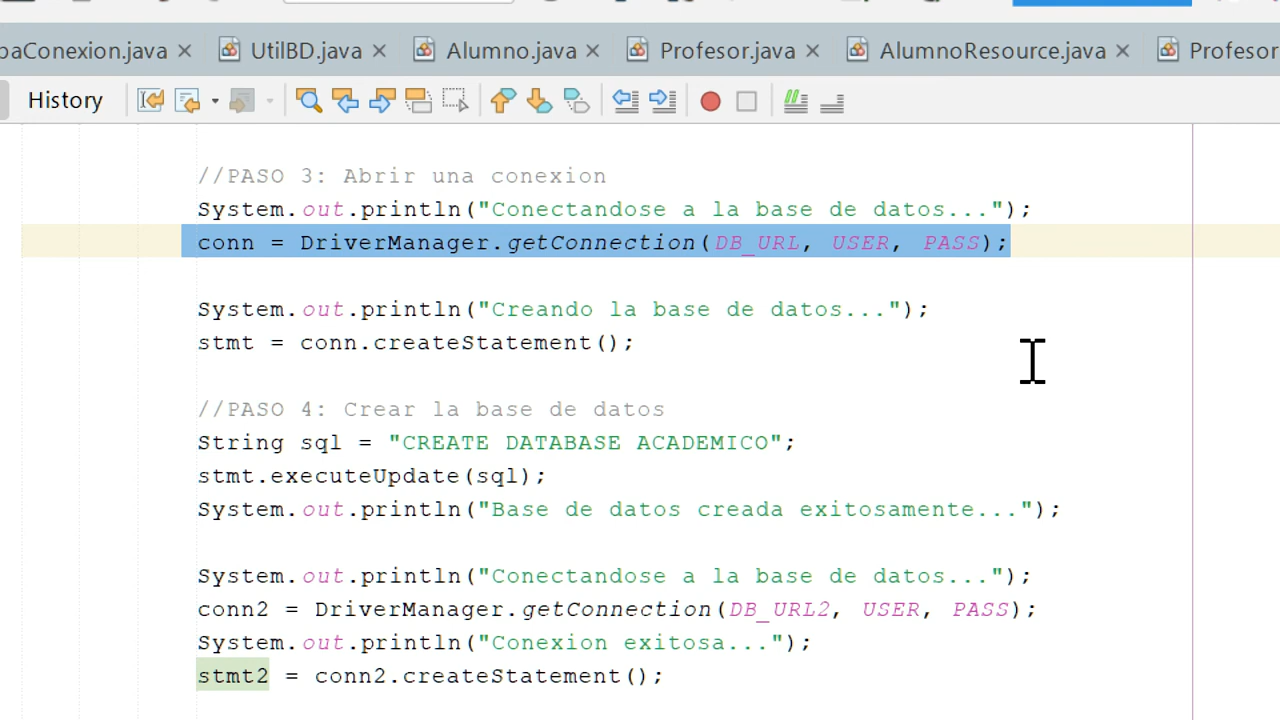 baConexion.java
UtilBD.java
Alumno.java
Profesor.java
AlumnoResource.java
Profesor
History
//PASO 3: Abrir una conexion
System.out.println("Conectandose a la base de datos...");
conn = DriverManager.getConnection(DB_URL, USER, PASS);
System.out.println("Creando la base de datos...");
stmt = conn.createStatement();
//PASO 4: Crear la base de datos
String sql = "CREATE DATABASE ACADEMICO";
stmt.executeUpdate(sql);
System.out.println("Base de datos creada exitosamente...");
System.out.println("Conectandose a la base de datos...");
conn2 = DriverManager.getConnection(DB_URL2, USER, PASS);
System.out.println("Conexion exitosa...");
stmt2 = conn2.createStatement();